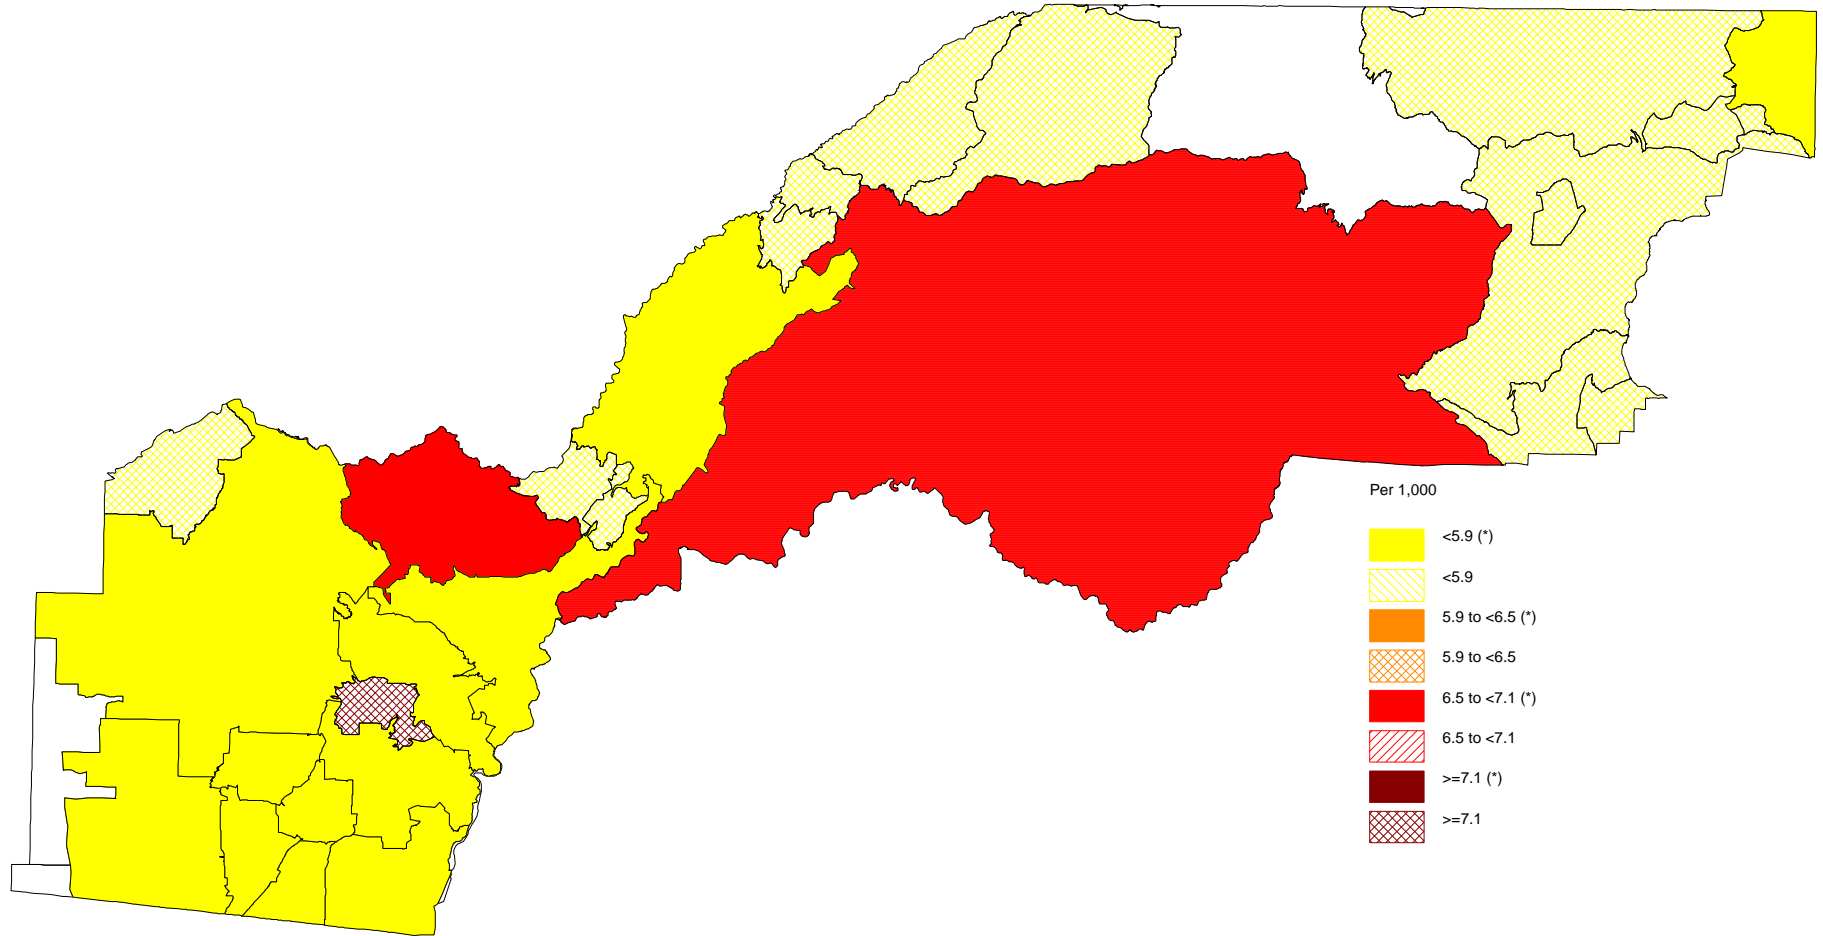 Per 1,000
<5.9 (*)
<5.9
5.9 to <6.5 (*)
5.9 to <6.5
6.5 to <7.1 (*)
6.5 to <7.1
>=7.1 (*)
>=7.1